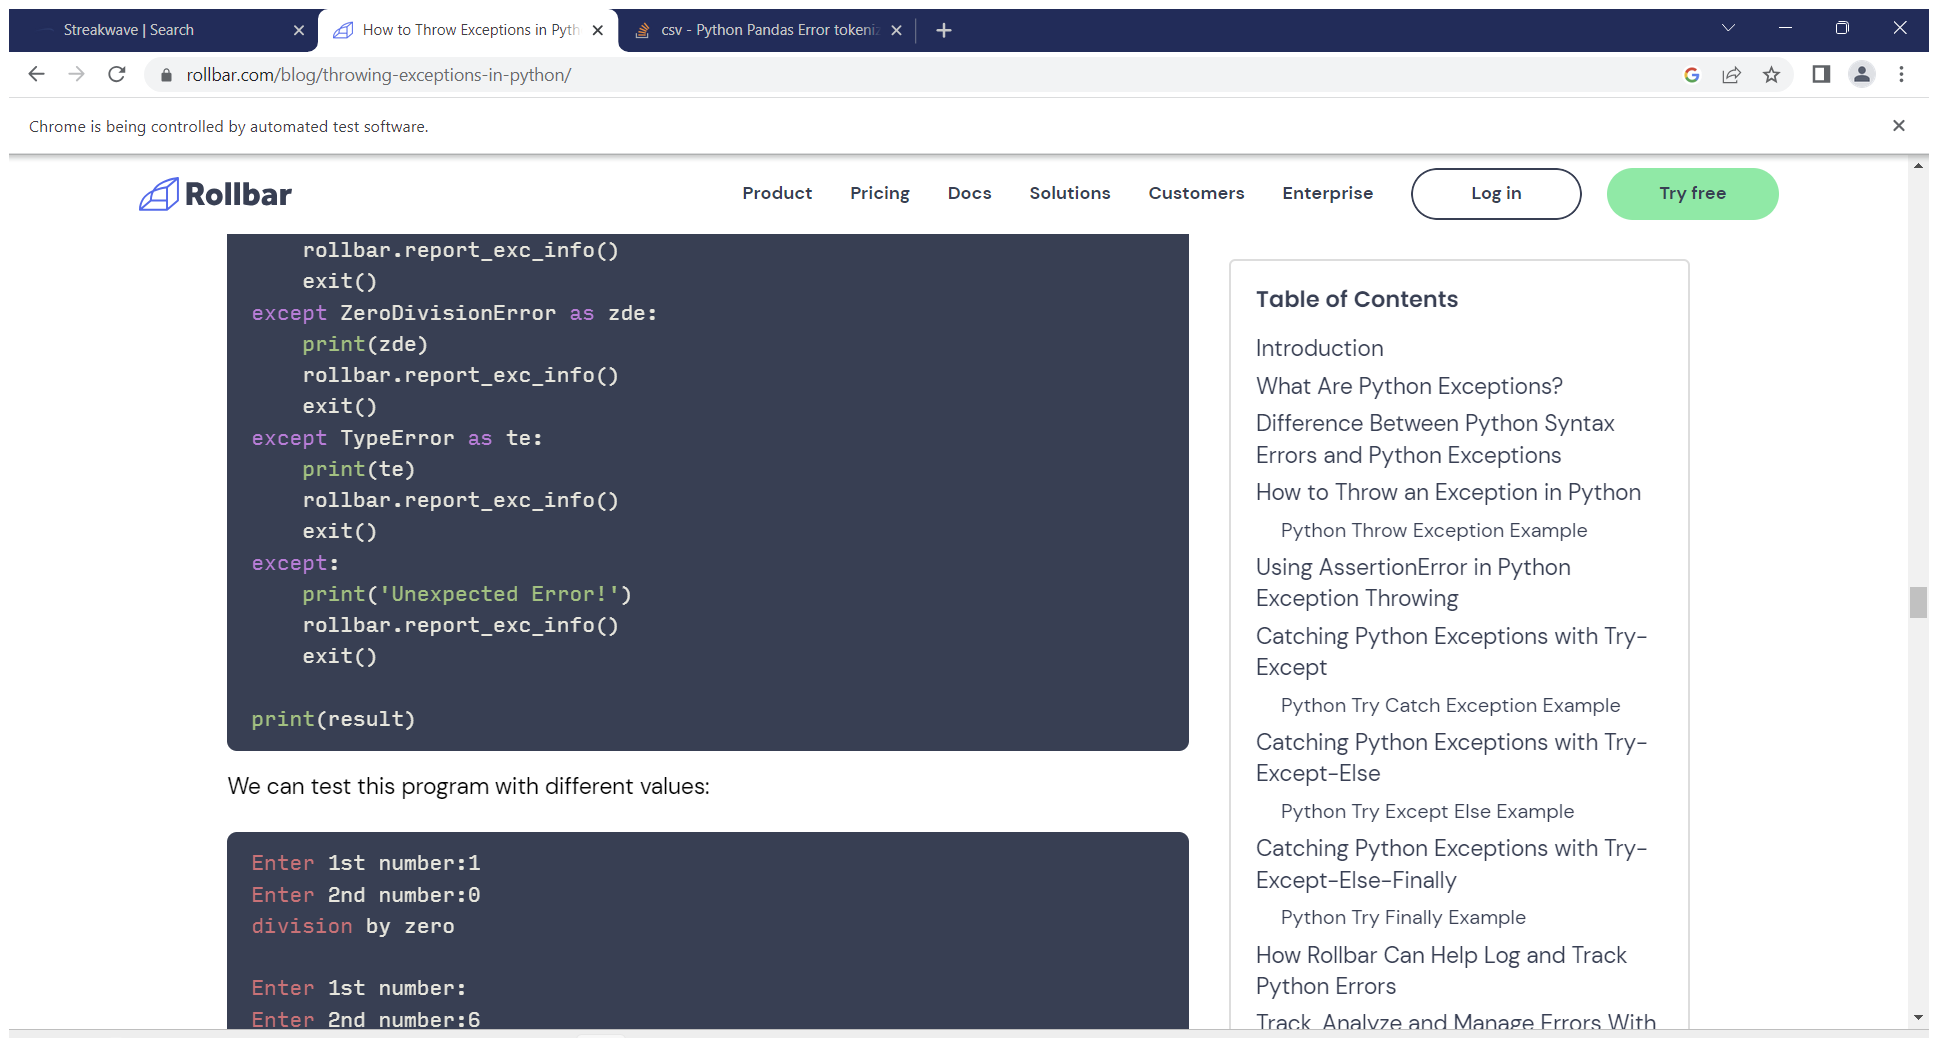 Streakwave | Search
How to Throw Exceptions in Pyth
csv - Python Pandas Error tokeniz
rollbar.com/blog/throwing-exceptions-in-python/
Chrome is being controlled by automated test software.
Rollbar
Product
Pricing
Docs
Solutions
Customers
Enterprise
Log in
Try free
rollbar.report_exc_info()
exit()
except ZeroDivisionError as zde:
print(zde)
rollbar.report_exc_info()
exit()
except TypeError as te:
print(te)
rollbar.report_exc_info()
exit()
except:
print('Unexpected Error!')
rollbar.report_exc_info()
exit()
print(result)
We can test this program with different values:
Enter 1st number:1
Enter 2nd number:0
division by zero
Enter 1st number:
Enter 2nd number:6
Table of Contents
Introduction
What Are Python Exceptions?
Difference Between Python Syntax
Errors and Python Exceptions
How to Throw an Exception in Python
Python Throw Exception Example
Using AssertionError in Python
Exception Throwing
Catching Python Exceptions with Try-
Except
Python Try Catch Exception Example
Catching Python Exceptions with Try-
Except-Else
Python Try Except Else Example
Catching Python Exceptions with Try-
Except-Else-Finally
Python Try Finally Example
How Rollbar Can Help Log and Track
Python Errors
Track, Analyze and Manage Errors With